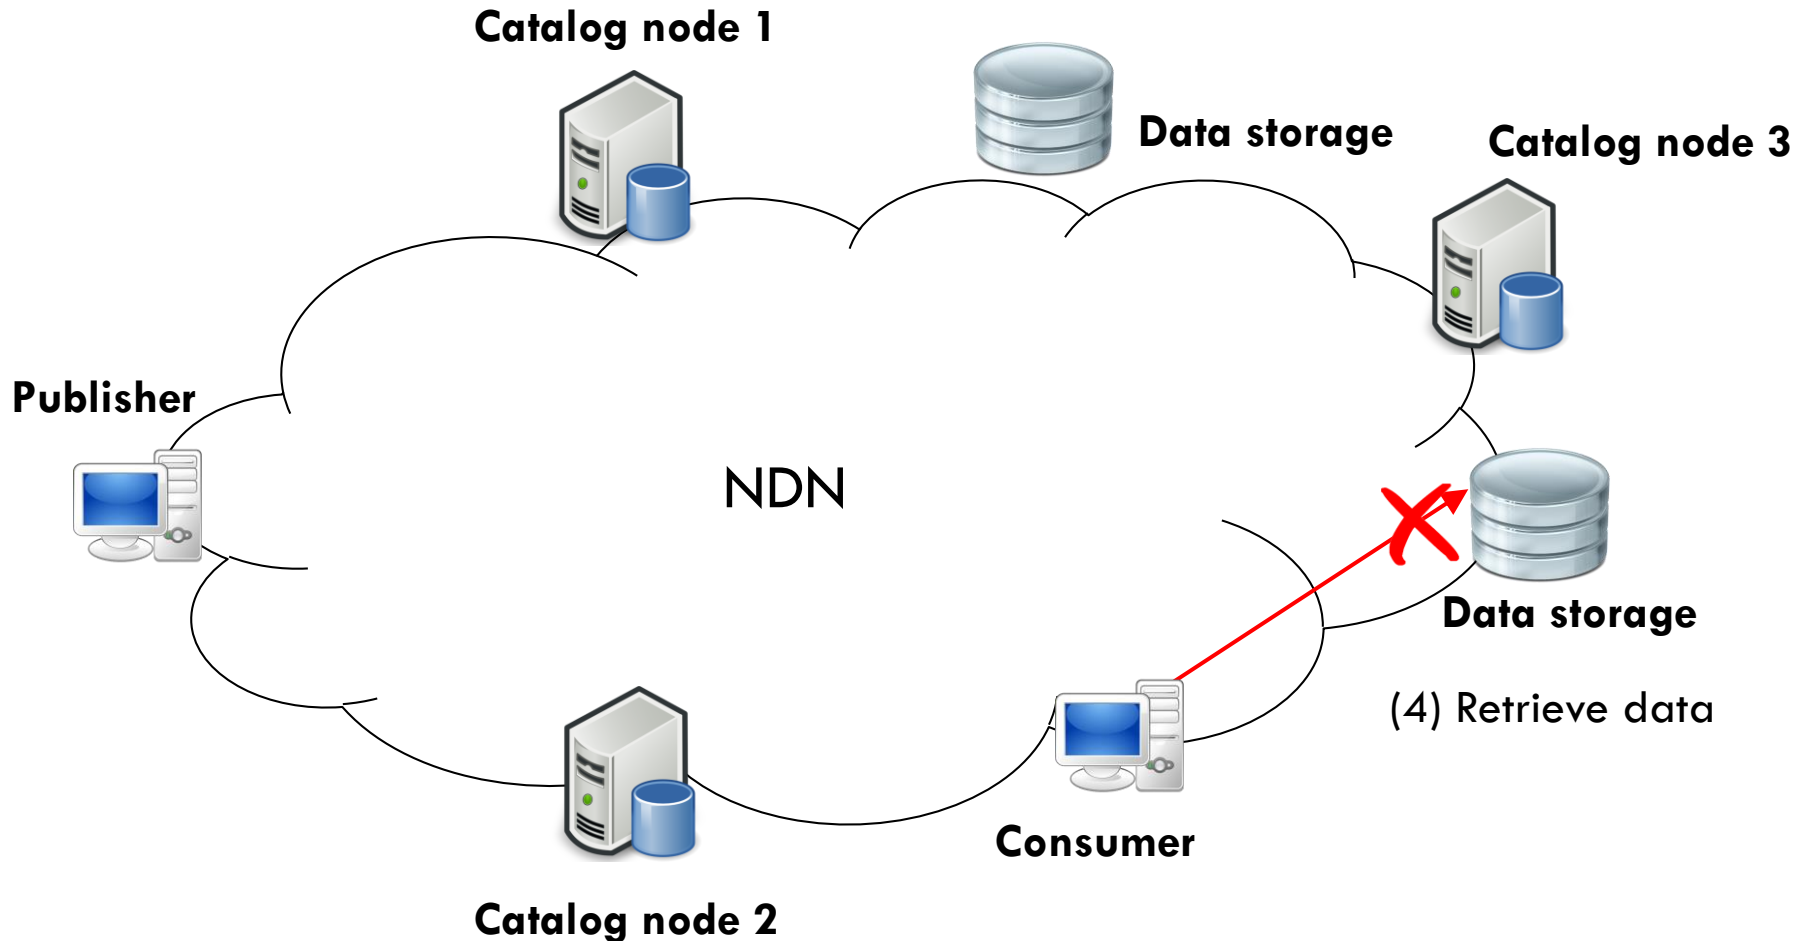 Catalog node 1
Data storage
Catalog node 3
Publisher
NDN
Data storage
(4) Retrieve data
Consumer
Catalog node 2